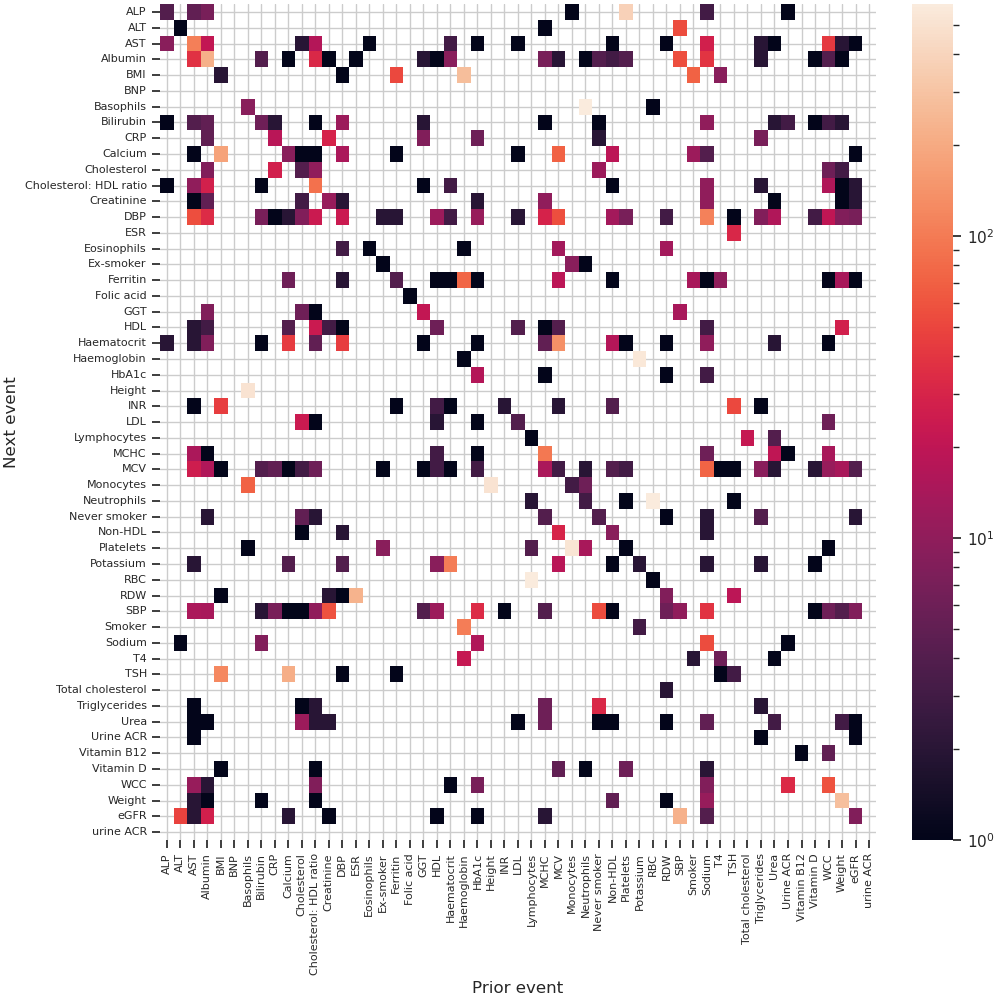 ALP
ALT
AST
Albumin
BMI
BNP
Basophils
Bilirubin
CRP
Calcium
Cholesterol
Cholesterol: HDL ratio
Creatinine
DBP
ESR
Eosinophils
Ex-smoker
Ferritin
Folic acid
GGT
HDL
Haematocrit
Haemoglobin
HbA1c
Height
INR
LDL
Lymphocytes
MCHC
MCV
Monocytes
Neutrophils
Never smoker
Non-HDL
Platelets
Potassium
RBC
RDW
SBP
Smoker
Sodium
T4
TSH
Total cholesterol
Triglycerides
Urea
Urine ACR
Vitamin B12
Vitamin D
WCC
Weight
eGFR
urine ACR
Next event
ALP
ALT
AST
Albumin
BMI
BNP
Basophils
Bilirubin
CRP
Calcium
Cholesterol
Cholesterol: HDL ratio
Creatinine
DBP
ESR
Eosinophils
Ex-smoker
Ferritin
Folic acid
GGT
HDL
Haematocrit
Haemoglobin
HbA1c
Height
INR
LDL
Lymphocytes
MCHC
MCV
Monocytes
Neutrophils
Never smoker
Non-HDL
Platelets
Potassium
RBC
RDW
SBP
Smoker
Sodium
T4
TSH
Total cholesterol
Triglycerides
Urea
Urine ACR
Vitamin B12
Vitamin D
WCC
Weight
eGFR
urine ACR
Prior event
10²
10¹
10⁰